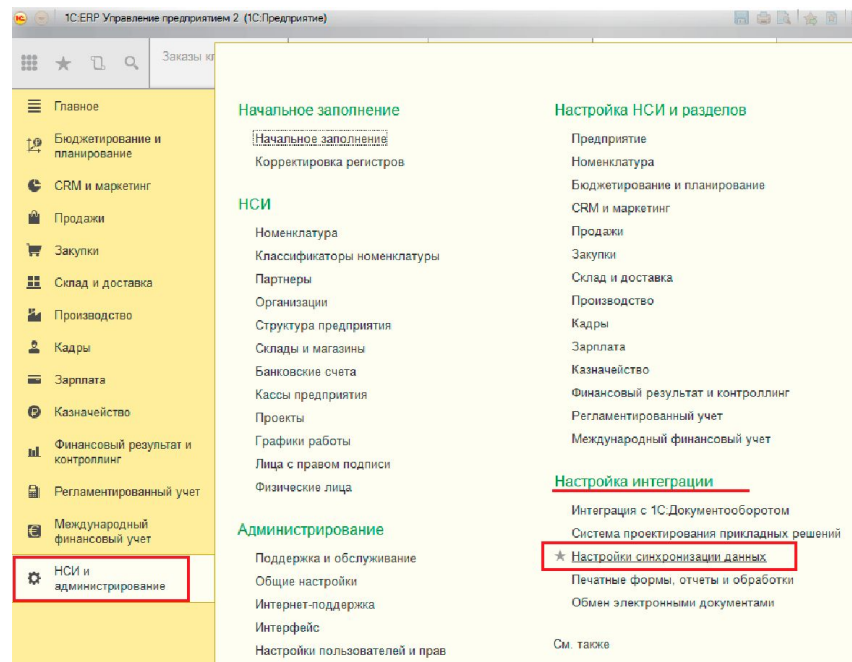 1С:ERP Управление предприятием 2 (1С:Предприятие)
Заказы кл
Главное
Бюджетирование и
планирование
CRM и маркетинг
Продажи
Закупки
Склад и доставка
Производство
Кадры
Зарплата
Казначейство
Финансовый результат и
контроллинг
Регламентированный учет
Международный
финансовый учет
НСИ и
администрирование
Начальное заполнение
Начальное заполнение
Корректировка регистров
НСИ
Номенклатура
Классификаторы номенклатуры
Партнеры
Организации
Структура предприятия
Склады и магазины
Банковские счета
Кассы предприятия
Проекты
Графики работы
Лица с правом подписи
Физические лица
Администрирование
Поддержка и обслуживание
Общие настройки
Интернет-поддержка
Интерфейс
Настройки пользователей и прав
Настройка НСИ и разделов
Предприятие
Номенклатура
Бюджетирование и планирование
CRM и маркетинг
Продажи
Закупки
Склад и доставка
Производство
Кадры
Зарплата
Казначейство
Финансовый результат и контроллинг
Регламентированный учет
Международный финансовый учет
Настройка интеграции
Интеграция с 1С:Документооборотом
Система проектирования прикладных решений
Настройки синхронизации данных
Печатные формы, отчеты и обработки
Обмен электронными документами
См. также